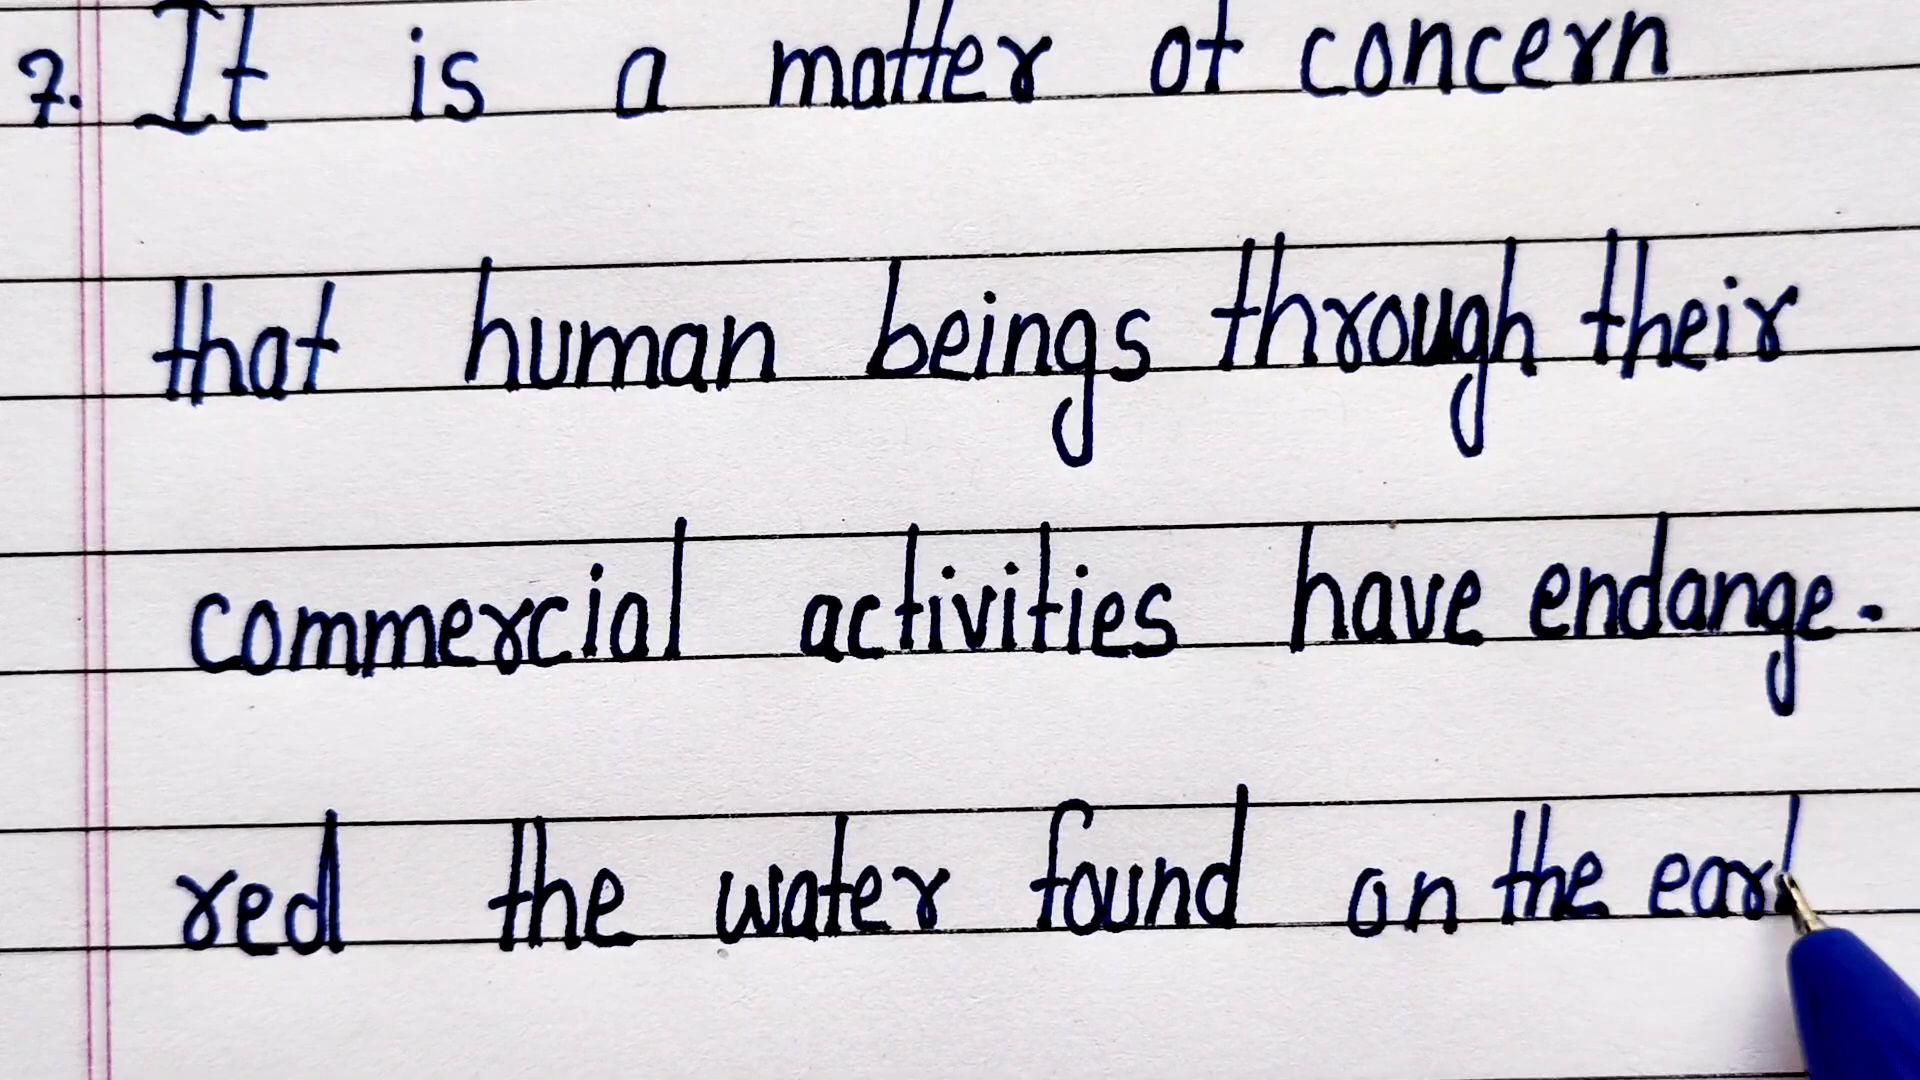 7. It is a matter of concern
that human beings through their
commercial activities have endange-
red the water found on the eart